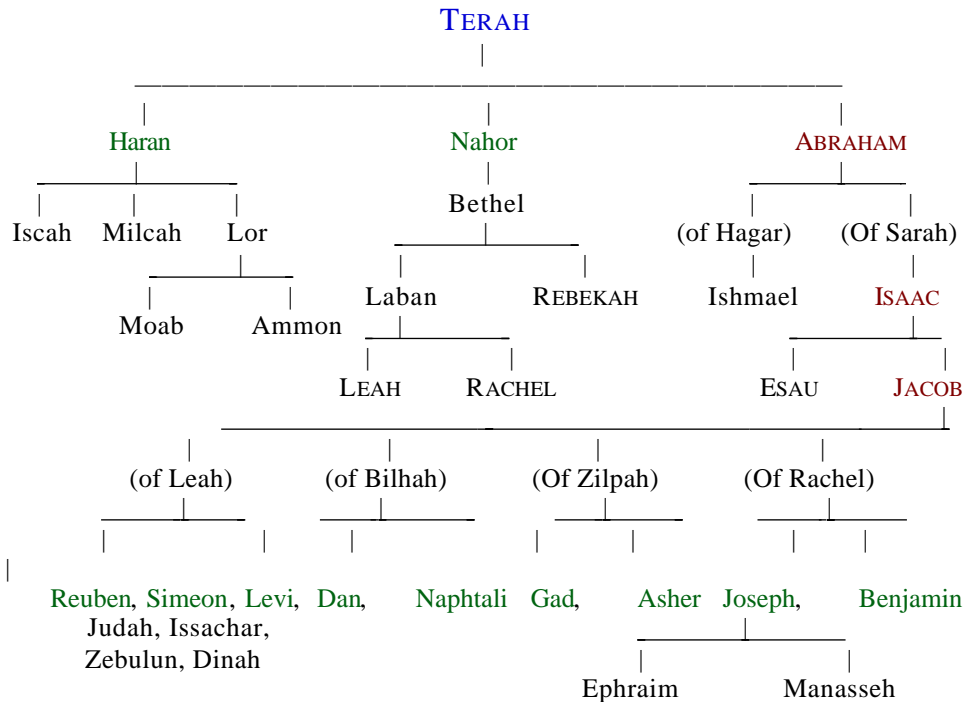 TERAH
Haran Nahor ABRAHAM
Bethel
Iscah Milcah Lor (of Hagar) (Of Sarah)
Laban REBEKAH Ishmael ISAAC
Moab Ammon
LEAH RACHEL ESAU JACOB
(of Leah) (of Bilhah) (Of Zilpah) (Of Rachel)
Reuben, Simeon, Levi, Dan, Naphtali Gad, Asher Joseph, Benjamin
Judah, Issachar,
Zebulun, Dinah
Ephraim Manasseh